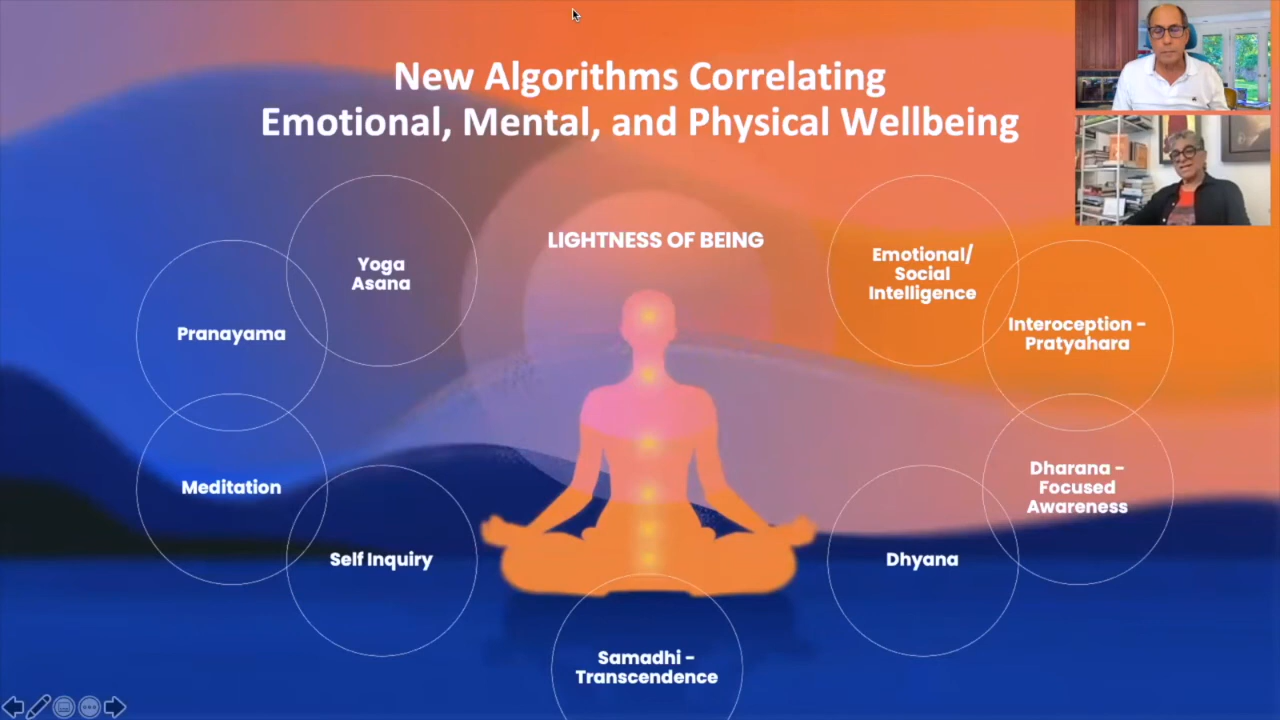 New Algorithms Correlating
Emotional, Mental, and Physical Wellbeing
LIGHTNESS OF BEING
Yoga
Asana
Pranayama
Meditation
Self Inquiry
Samadhi -
Transcendence
Emotional/
Social
Intelligence
Interoception -
Pratyahara
Dharana -
Focused
Awareness
Dhyana